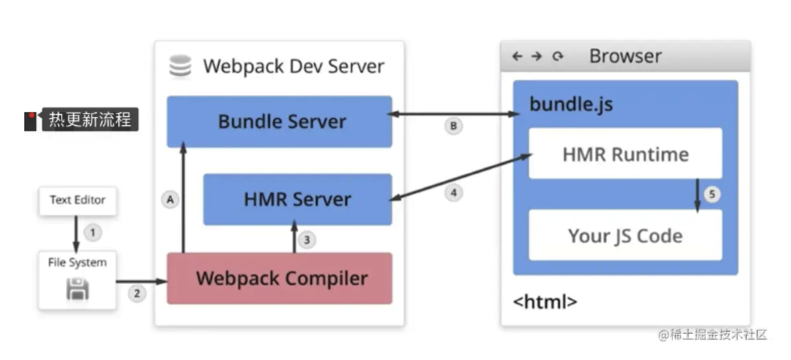 Webpack Dev Server
Browser
热更新流程
Bundle Server
B
bundle.js
HMR Runtime
Text Editor
A
HMR Server
4
5
1
3
Your JS Code
File System
2
Webpack Compiler
<html>
@稀土掘金技术社区